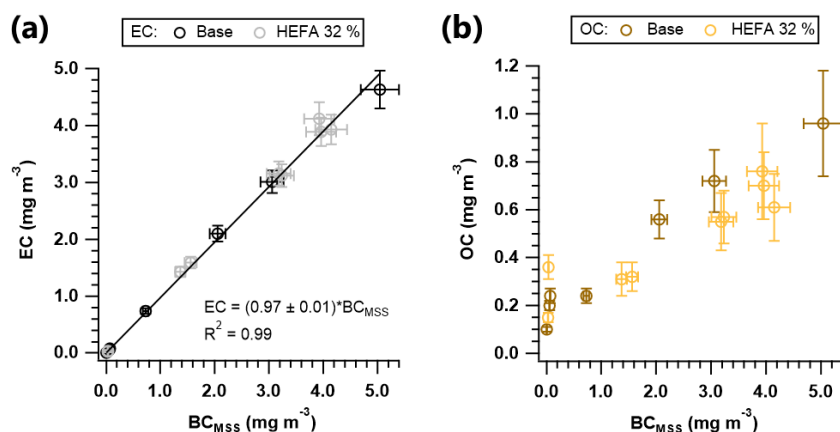 (a)
EC: Base HEFA 32 %
5.0
4.0
3.0
2.0
1.0
0.0
EC (mg m⁻³)
EC = (0.97 ± 0.01)*BC_MSS
R² = 0.99
0.0 1.0 2.0 3.0 4.0 5.0
BC_MSS (mg m⁻³)
(b)
OC: Base HEFA 32 %
1.2
1.0
0.8
0.6
0.4
0.2
0.0
OC (mg m⁻³)
0.0 1.0 2.0 3.0 4.0 5.0
BC_MSS (mg m⁻³)